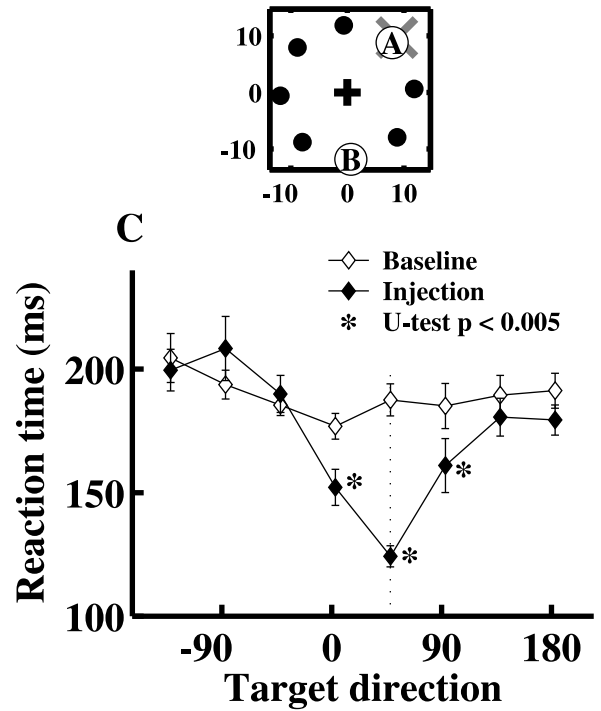 10
A
0
-10
B
-10 0 10
C
Baseline
Injection
* U-test p < 0.005
Reaction time (ms)
200
150
100
*
*
*
-90 0 90 180
Target direction